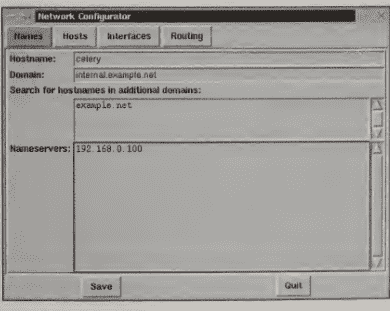 Network Configurator
Names Hosts Interfaces Routing
Hostname: celery
Domain: internal.example.net
Search for hostnames in additional domains:
example.net
Nameservers: 192.168.0.100
Save Quit